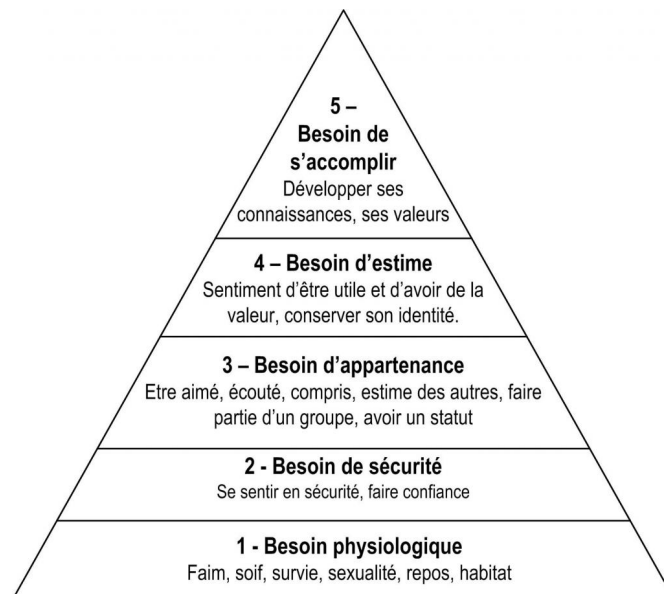 5 –
Besoin de
s’accomplir
Développer ses
connaissances, ses valeurs
4 – Besoin d’estime
Sentiment d’être utile et d’avoir de la
valeur, conserver son identité.
3 – Besoin d’appartenance
Etre aimé, écouté, compris, estime des autres, faire
partie d’un groupe, avoir un statut
2 - Besoin de sécurité
Se sentir en sécurité, faire confiance
1 - Besoin physiologique
Faim, soif, survie, sexualité, repos, habitat